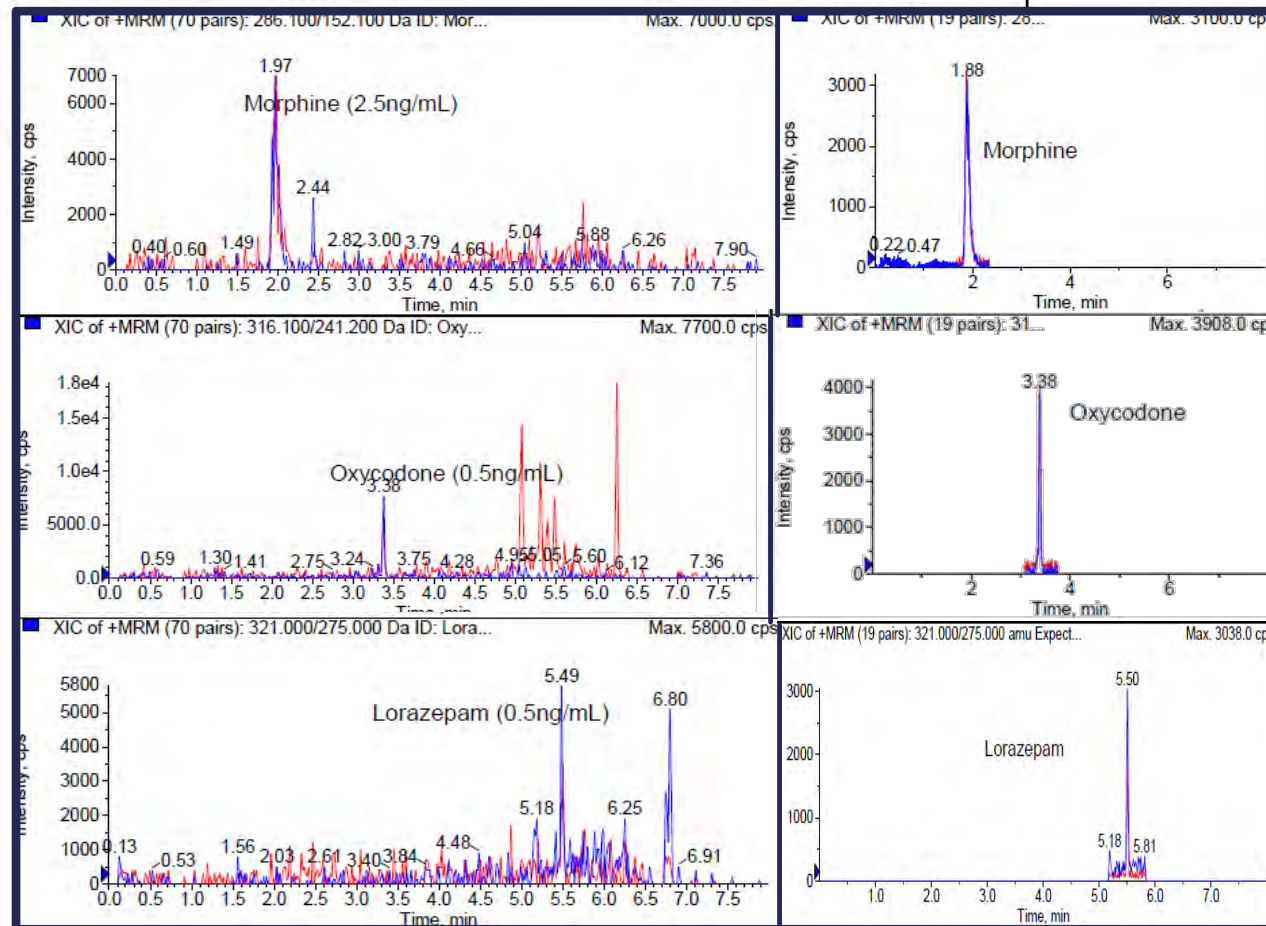 XIC of +MRM (70 pairs): 286.100/152.100 Da ID: Mor... Max. 7000.0 cps
1.97
7000
6000
4000
2000
0
Intensity, cps
Morphine (2.5ng/mL)
2.44
0.40 0.60 1.49 2.82 3.00 3.79 4.66 5.04 5.88 6.26 7.90
0.0 0.5 1.0 1.5 2.0 2.5 3.0 3.5 4.0 4.5 5.0 5.5 6.0 6.5 7.0 7.5
Time, min
XIC of +MRM (19 pairs): 28... Max. 3100.0 cp
1.88
3000
2000
1000
0
Intensity, cps
Morphine
0.22 0.47
2 4 6
Time, min
XIC of +MRM (70 pairs): 316.100/241.200 Da ID: Oxy... Max. 7700.0 cps
1.8e4
1.5e4
1.0e4
5000.0
0.0
Intensity, cps
Oxycodone (0.5ng/mL)
3.38
0.59 1.30 1.41 2.75 3.24 3.75 4.28 4.95 5.05 5.60 6.12 7.36
0.0 0.5 1.0 1.5 2.0 2.5 3.0 3.5 4.0 4.5 5.0 5.5 6.0 6.5 7.0 7.5
Time, min
XIC of +MRM (19 pairs): 31... Max. 3908.0 cp
3.38
4000
3000
2000
1000
0
Intensity, cps
Oxycodone
2 4 6
Time, min
XIC of +MRM (70 pairs): 321.000/275.000 Da ID: Lora... Max. 5800.0 cps
5.49
5800
5000
4000
3000
2000
1000
0
Intensity, cps
Lorazepam (0.5ng/mL)
6.80
5.18 6.25
0.13 0.53 1.56 2.03 2.61 3.40 3.84 4.48 6.91
0.0 0.5 1.0 1.5 2.0 2.5 3.0 3.5 4.0 4.5 5.0 5.5 6.0 6.5 7.0 7.5
Time, min
XIC of +MRM (19 pairs): 321.000/275.000 amu Expect... Max. 3038.0 cp
5.50
3000
2000
1000
0
Intensity, cps
Lorazepam
5.18 5.81
1.0 2.0 3.0 4.0 5.0 6.0 7.0
Time, min